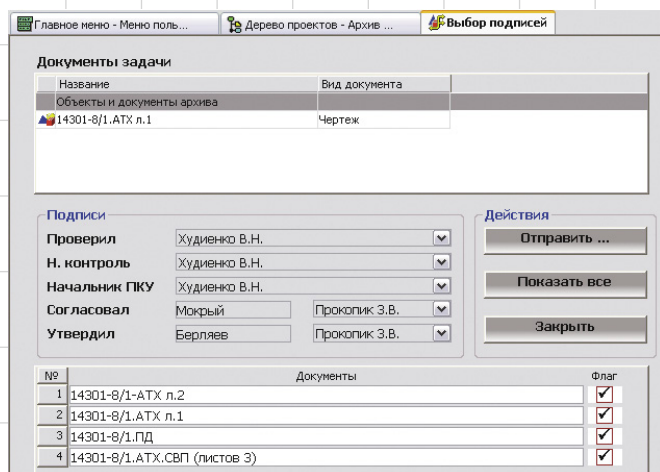 Главное меню - Меню поль... Дерево проектов - Архив ... Выбор подписей
Документы задачи
Название Вид документа
Объекты и документы архива
14301-8/1.АТХ л.1 Чертеж
Подписи
Проверил Худиенко В.Н.
Н. контроль Худиенко В.Н.
Начальник ПКУ Худиенко В.Н.
Согласовал Мокрый Прокопик З.В.
Утвердил Берляев Прокопик З.В.
Действия
Отправить ...
Показать все
Закрыть
№ Документы Флаг
1 14301-8/1-АТХ л.2
2 14301-8/1.АТХ л.1
3 14301-8/1.ПД
4 14301-8/1.АТХ.СВП (листов 3)